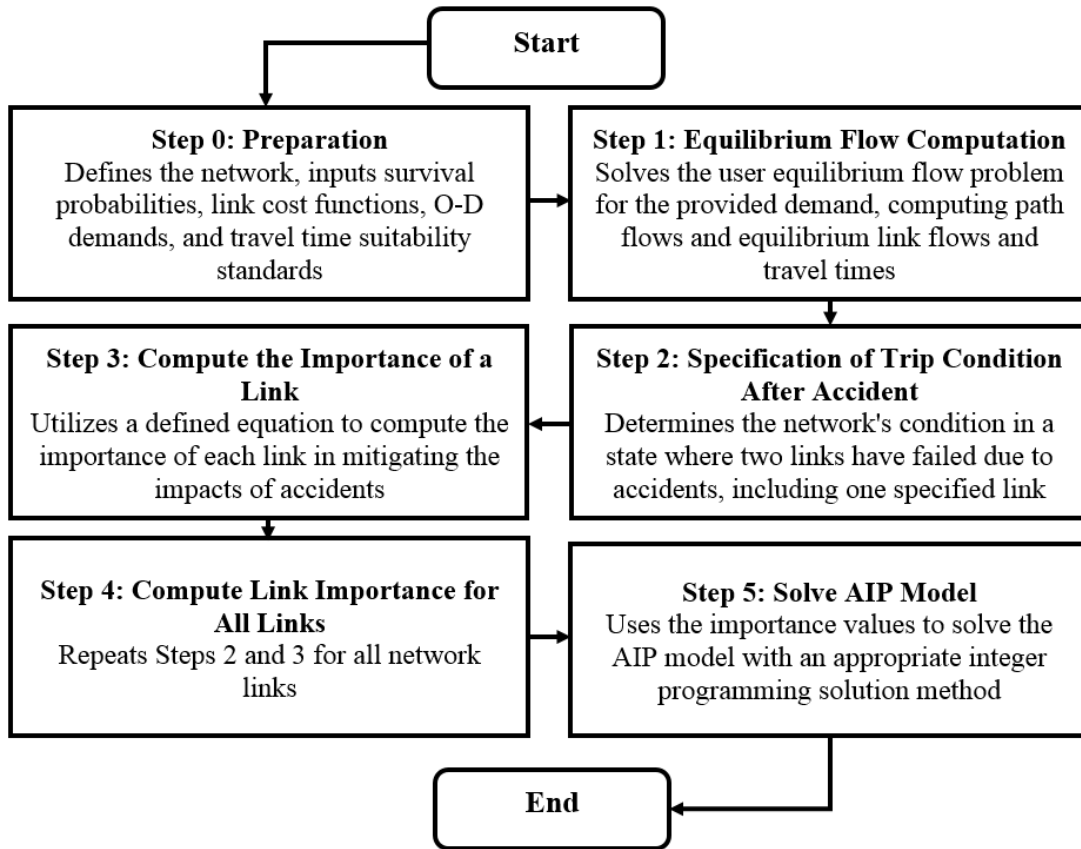 Start
Step 0: Preparation
Defines the network, inputs survival
probabilities, link cost functions, O-D
demands, and travel time suitability
standards
Step 1: Equilibrium Flow Computation
Solves the user equilibrium flow problem
for the provided demand, computing path
flows and equilibrium link flows and
travel times
Step 2: Specification of Trip Condition
After Accident
Determines the network's condition in a
state where two links have failed due to
accidents, including one specified link
Step 3: Compute the Importance of a
Link
Utilizes a defined equation to compute the
importance of each link in mitigating the
impacts of accidents
Step 4: Compute Link Importance for
All Links
Repeats Steps 2 and 3 for all network
links
Step 5: Solve AIP Model
Uses the importance values to solve the
AIP model with an appropriate integer
programming solution method
End